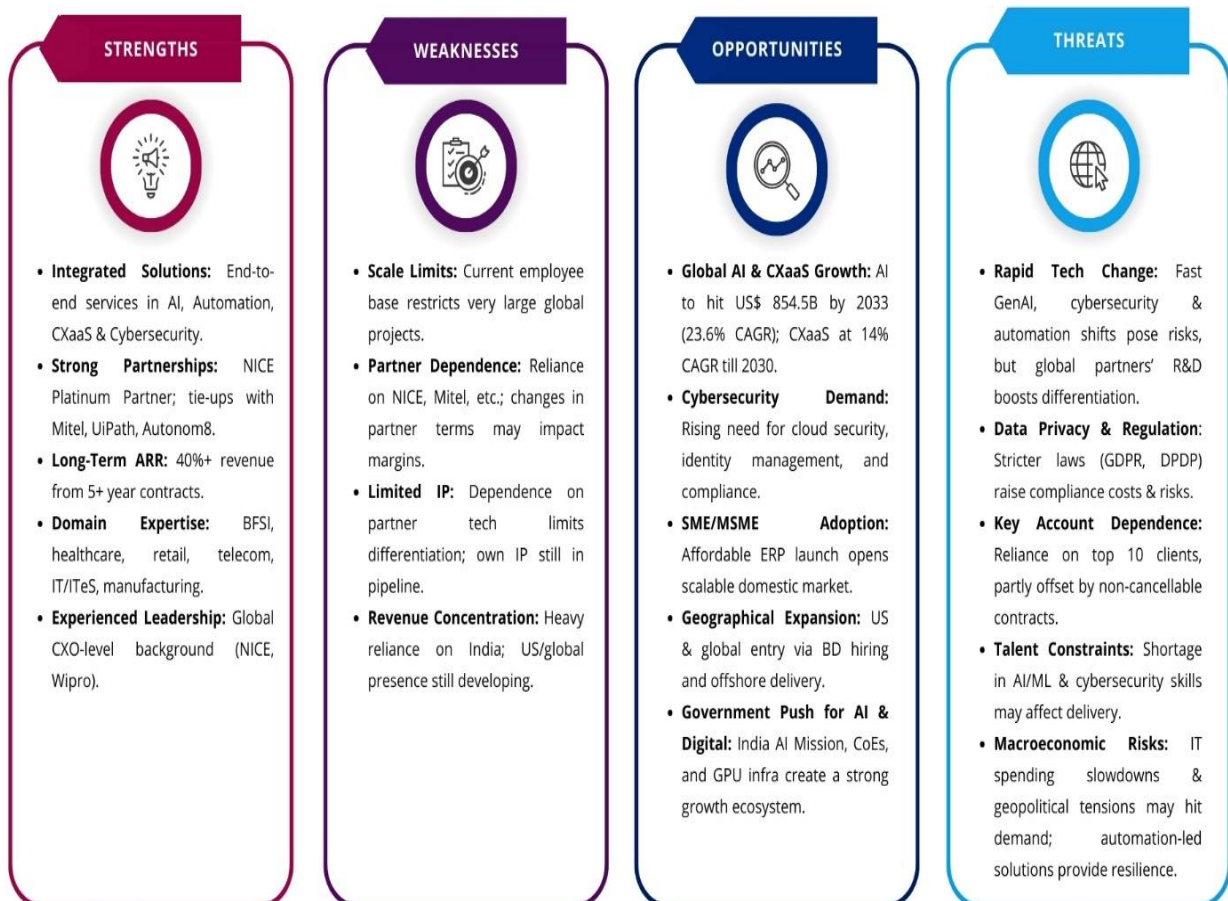 STRENGTHS
• Integrated Solutions: End-to-
end services in AI, Automation,
CXaaS & Cybersecurity.
• Strong Partnerships: NICE
Platinum Partner; tie-ups with
Mitel, UiPath, Autonom8.
• Long-Term ARR: 40%+ revenue
from 5+ year contracts.
• Domain Expertise: BFSI,
healthcare, retail, telecom,
IT/ITeS, manufacturing.
• Experienced Leadership: Global
CXO-level background (NICE,
Wipro).
WEAKNESSES
• Scale Limits: Current employee
base restricts very large global
projects.
• Partner Dependence: Reliance
on NICE, Mitel, etc.; changes in
partner terms may impact
margins.
• Limited IP: Dependence on
partner tech limits
differentiation; own IP still in
pipeline.
• Revenue Concentration: Heavy
reliance on India; US/global
presence still developing.
OPPORTUNITIES
• Global AI & CXaaS Growth: AI
to hit US$ 854.5B by 2033
(23.6% CAGR); CXaaS at 14%
CAGR till 2030.
• Cybersecurity Demand:
Rising need for cloud security,
identity management, and
compliance.
• SME/MSME Adoption:
Affordable ERP launch opens
scalable domestic market.
• Geographical Expansion: US
& global entry via BD hiring
and offshore delivery.
• Government Push for AI &
Digital: India AI Mission, CoEs,
and GPU infra create a strong
growth ecosystem.
THREATS
• Rapid Tech Change: Fast
GenAI, cybersecurity &
automation shifts pose risks,
but global partners' R&D
boosts differentiation.
• Data Privacy & Regulation:
Stricter laws (GDPR, DPDP)
raise compliance costs & risks.
• Key Account Dependence:
Reliance on top 10 clients,
partly offset by non-cancellable
contracts.
• Talent Constraints: Shortage
in AI/ML & cybersecurity skills
may affect delivery.
• Macroeconomic Risks: IT
spending slowdowns &
geopolitical tensions may hit
demand; automation-led
solutions provide resilience.